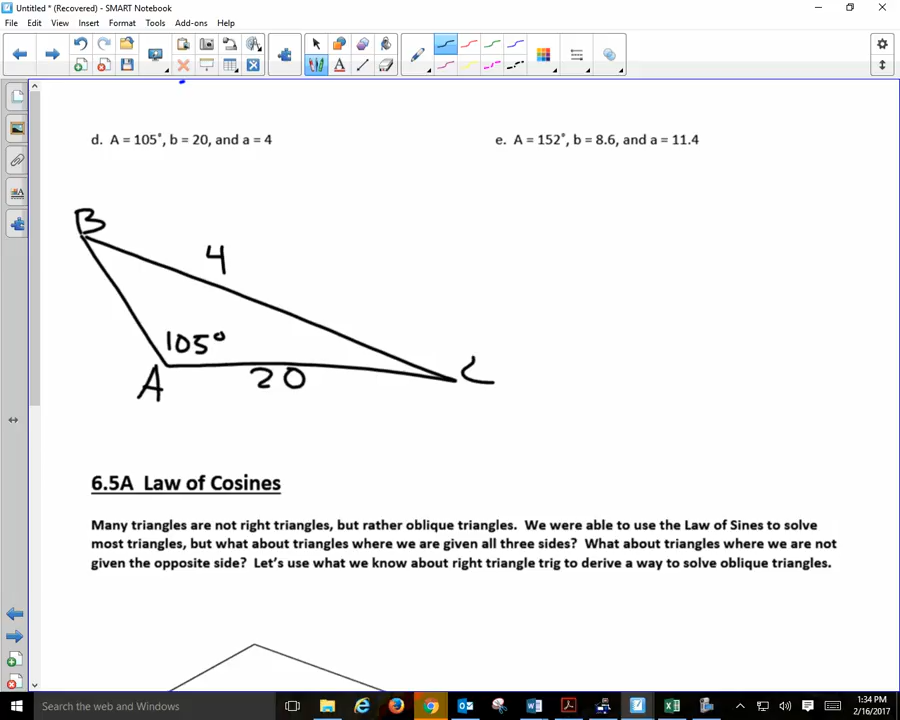 Untitled * (Recovered) - SMART Notebook
File Edit View Insert Format Tools Add-ons Help
d. A = 105°, b = 20, and a = 4
e. A = 152°, b = 8.6, and a = 11.4
B
4
105°
A
20
C
6.5A Law of Cosines
Many triangles are not right triangles, but rather oblique triangles. We were able to use the Law of Sines to solve
most triangles, but what about triangles where we are given all three sides? What about triangles where we are not
given the opposite side? Let's use what we know about right triangle trig to derive a way to solve oblique triangles.
Search the web and Windows
1:34 PM
2/16/2017